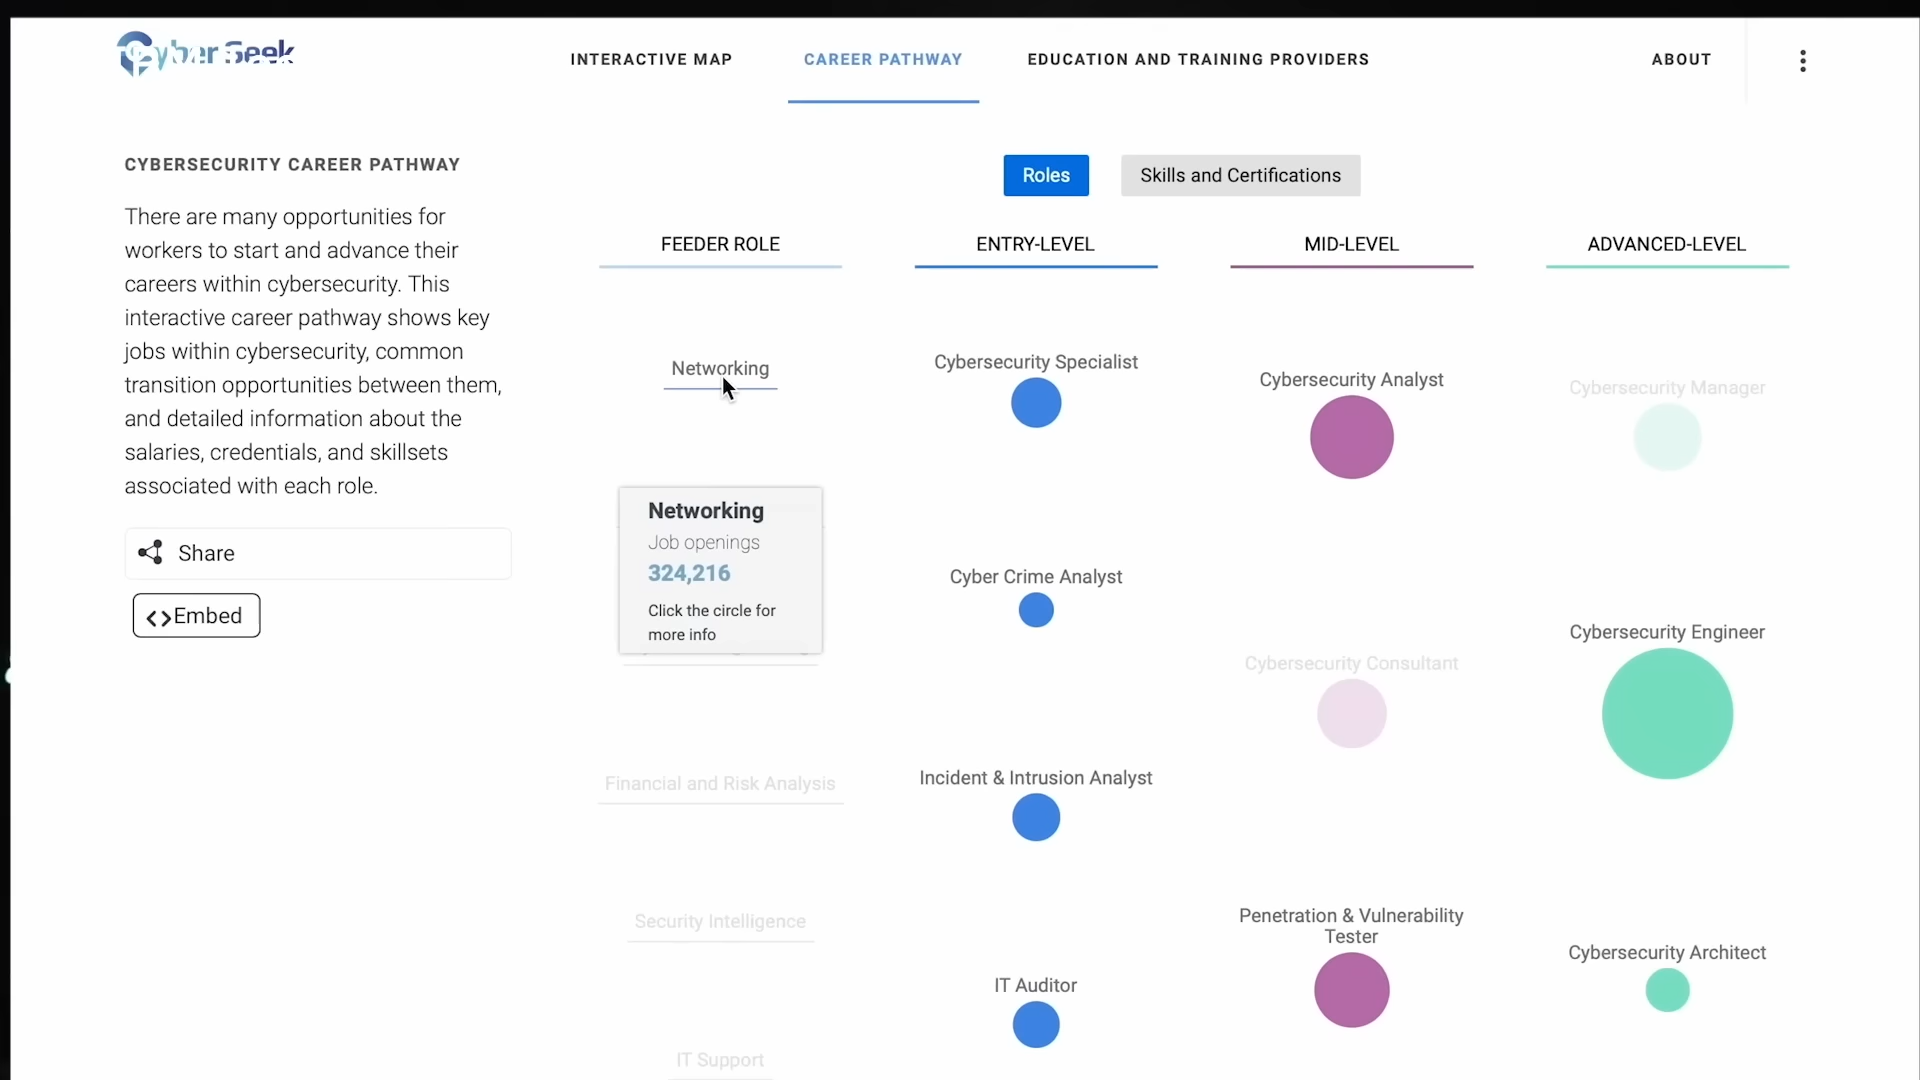 Cyber Seek
INTERACTIVE MAP
CAREER PATHWAY
EDUCATION AND TRAINING PROVIDERS
ABOUT
CYBERSECURITY CAREER PATHWAY
There are many opportunities for
workers to start and advance their
careers within cybersecurity. This
interactive career pathway shows key
jobs within cybersecurity, common
transition opportunities between them,
and detailed information about the
salaries, credentials, and skillsets
associated with each role.
Share
Embed
Roles
Skills and Certifications
FEEDER ROLE
ENTRY-LEVEL
MID-LEVEL
ADVANCED-LEVEL
Networking
Networking
Job openings
324,216
Click the circle for
more info
Financial and Risk Analysis
Security Intelligence
IT Support
Cybersecurity Specialist
Cyber Crime Analyst
Incident & Intrusion Analyst
IT Auditor
Cybersecurity Analyst
Cybersecurity Consultant
Penetration & Vulnerability
Tester
Cybersecurity Manager
Cybersecurity Engineer
Cybersecurity Architect